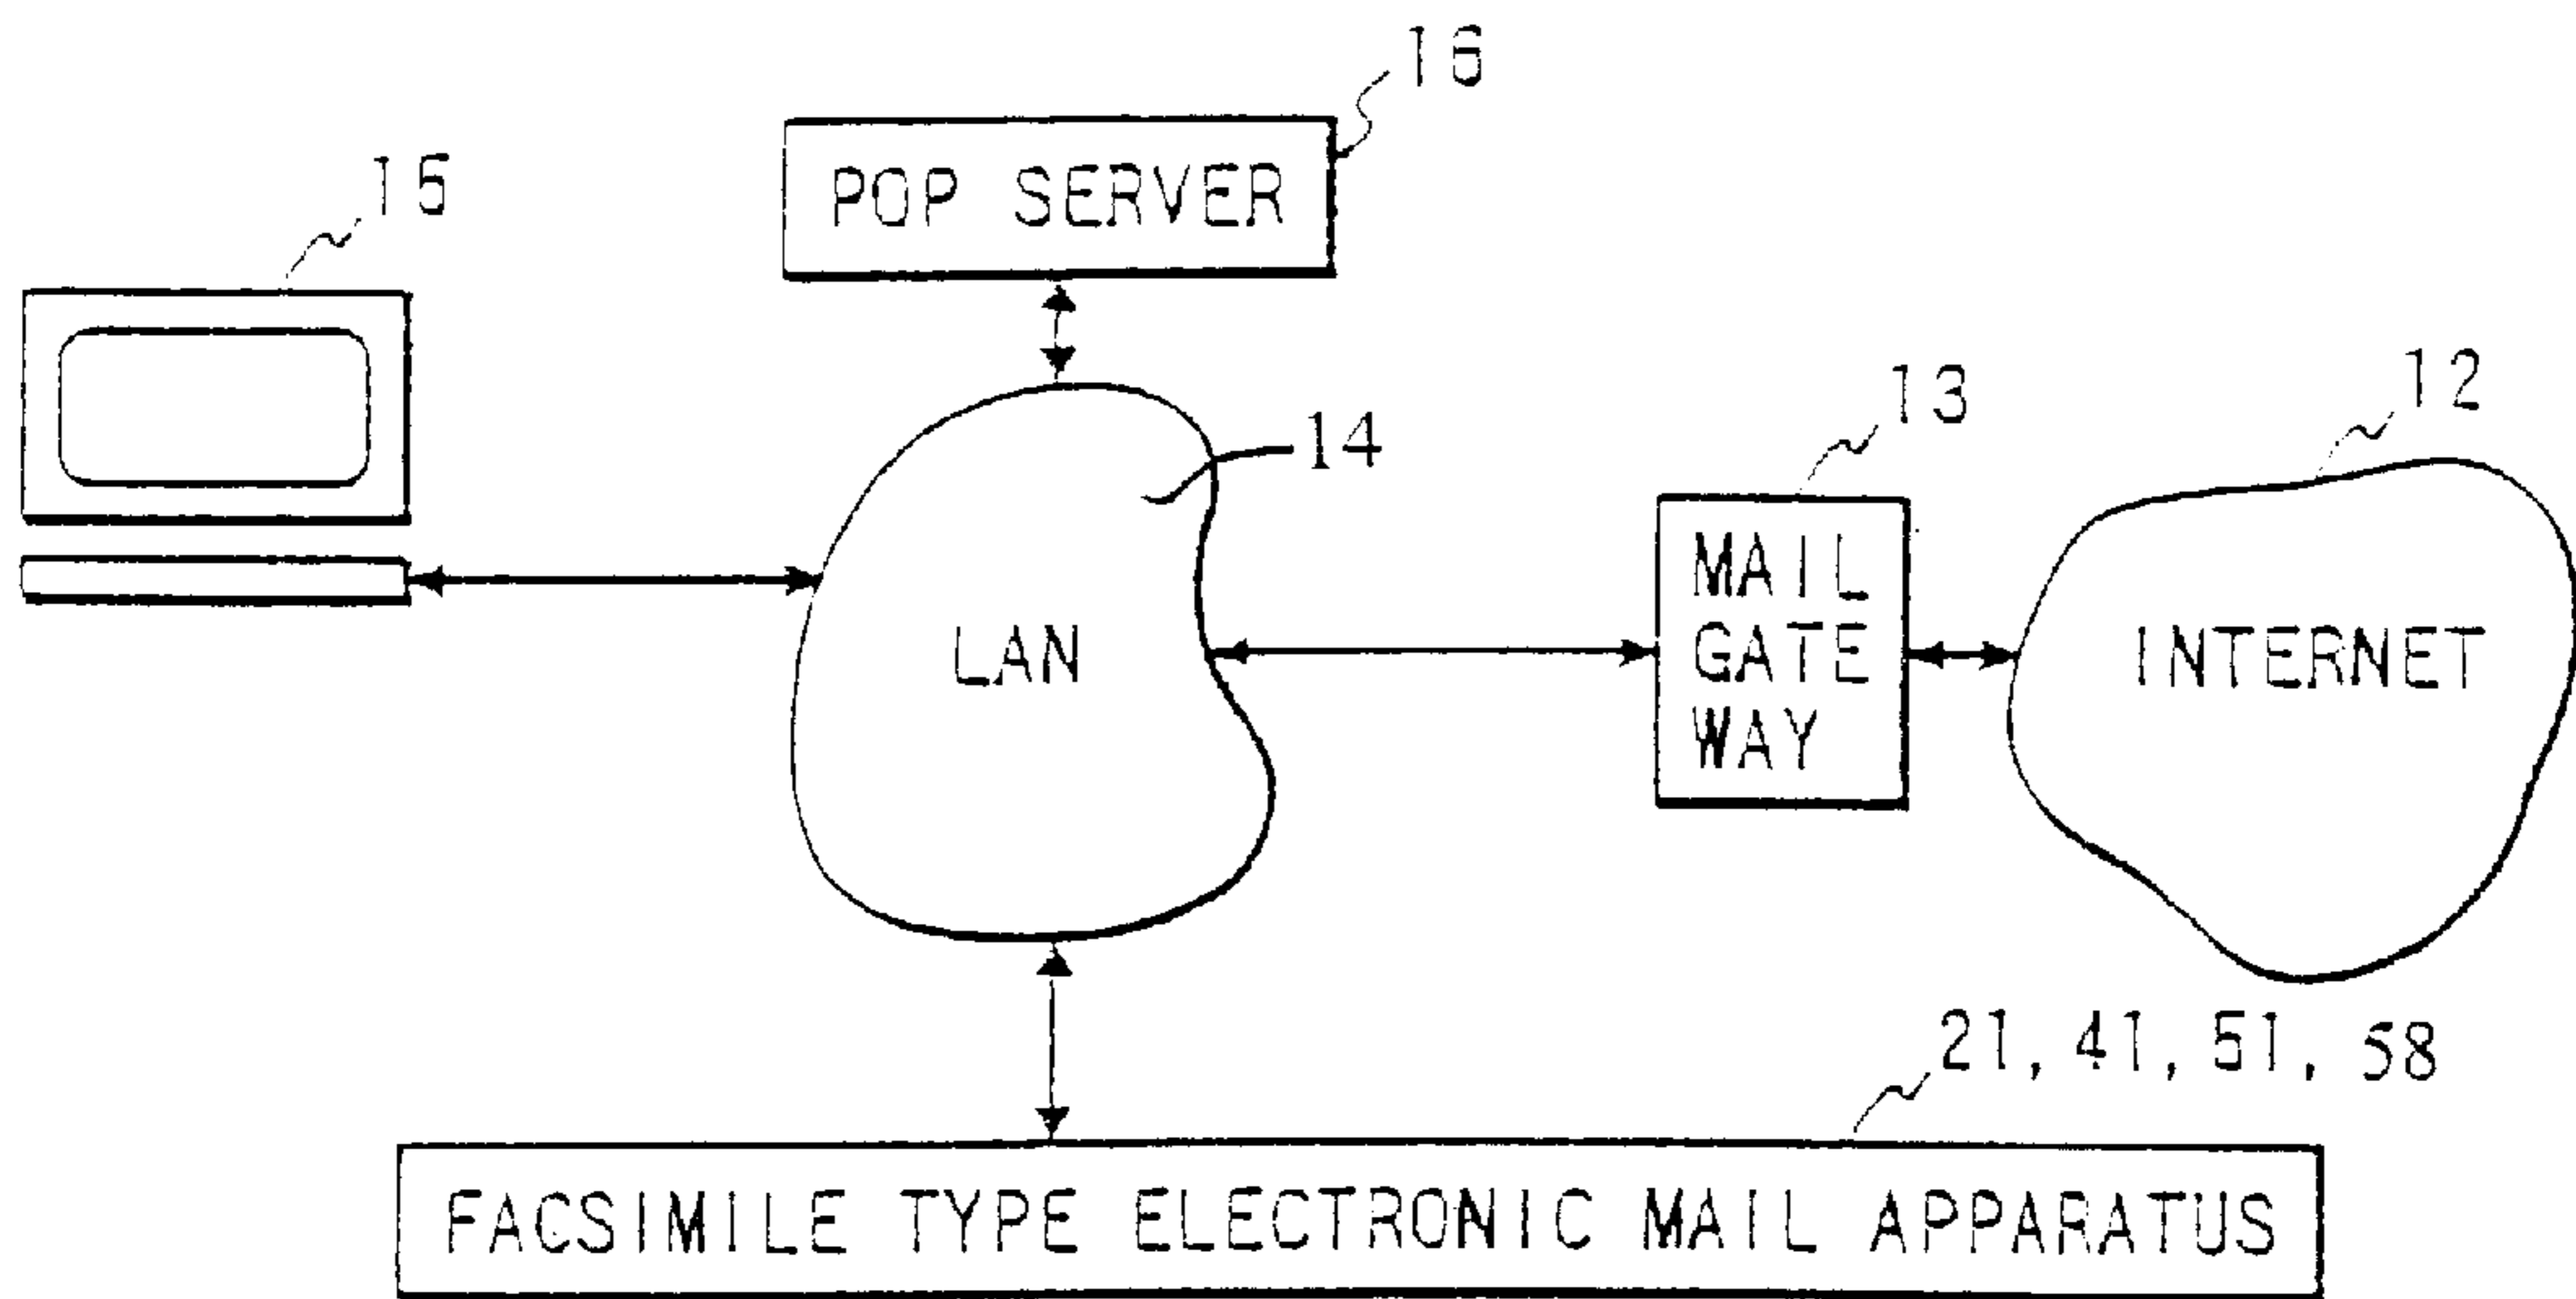 16
POP SERVER
15
14
13
12
MAIL
GATE
WAY
LAN
INTERNET
21, 41, 51, 58
FACSIMILE TYPE ELECTRONIC MAIL APPARATUS